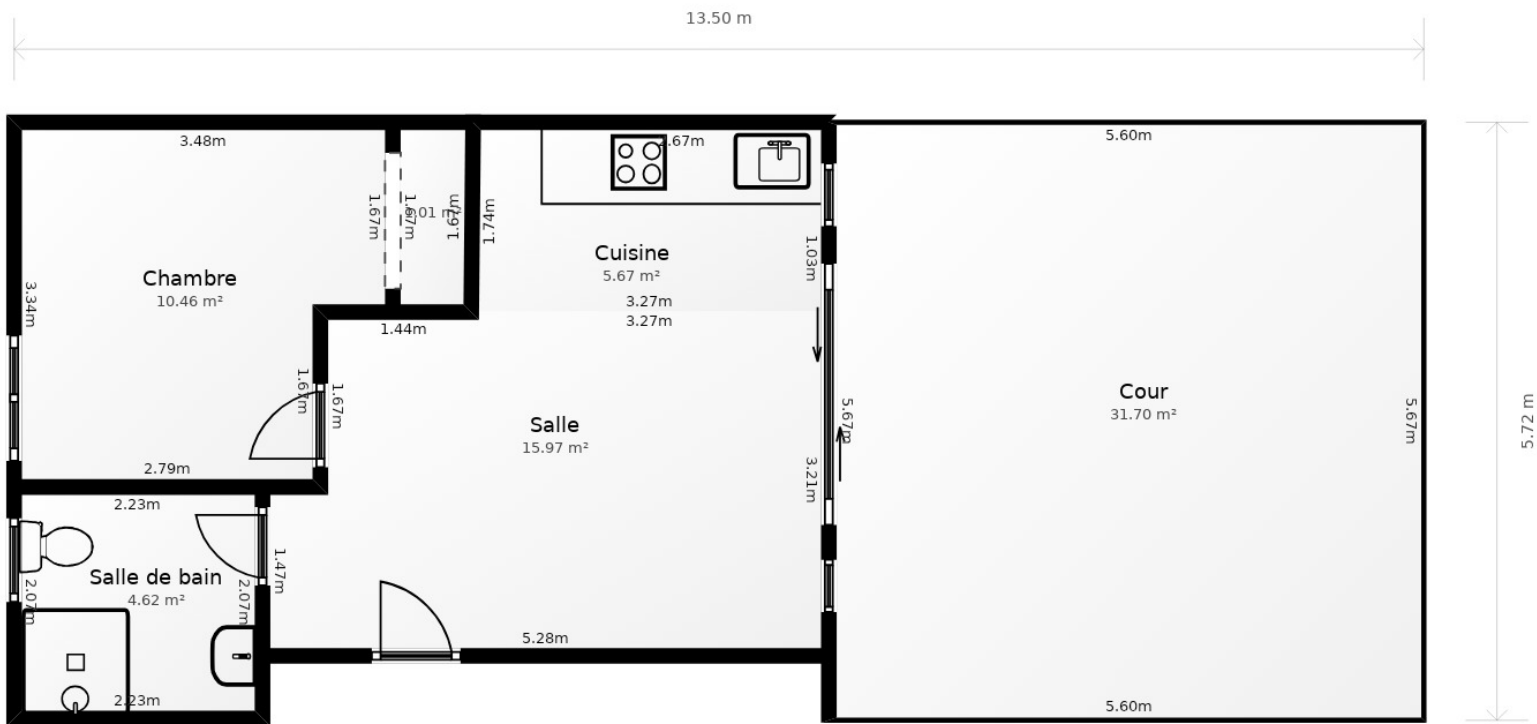 13.50 m
3.48m
2.67m
5.60m
1.67m
1.67m
1.67m
1.74m
Cuisine
5.67 m²
1.03m
Chambre
10.46 m²
3.34m
3.27m
3.27m
1.44m
1.67m
1.67m
Cour
31.70 m²
5.67m
5.67m
5.72 m
Salle
15.97 m²
2.79m
3.21m
2.23m
1.47m
Salle de bain
4.62 m²
2.07m
2.07m
5.28m
2.23m
5.60m